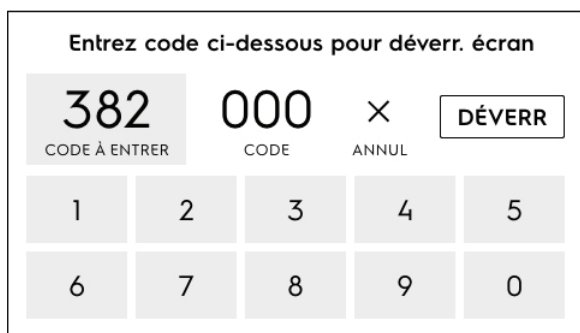 Entrez code ci-dessous pour déverr. écran
382 000 × DÉVERR
CODE À ENTRER CODE ANNUL
1 2 3 4 5
6 7 8 9 0